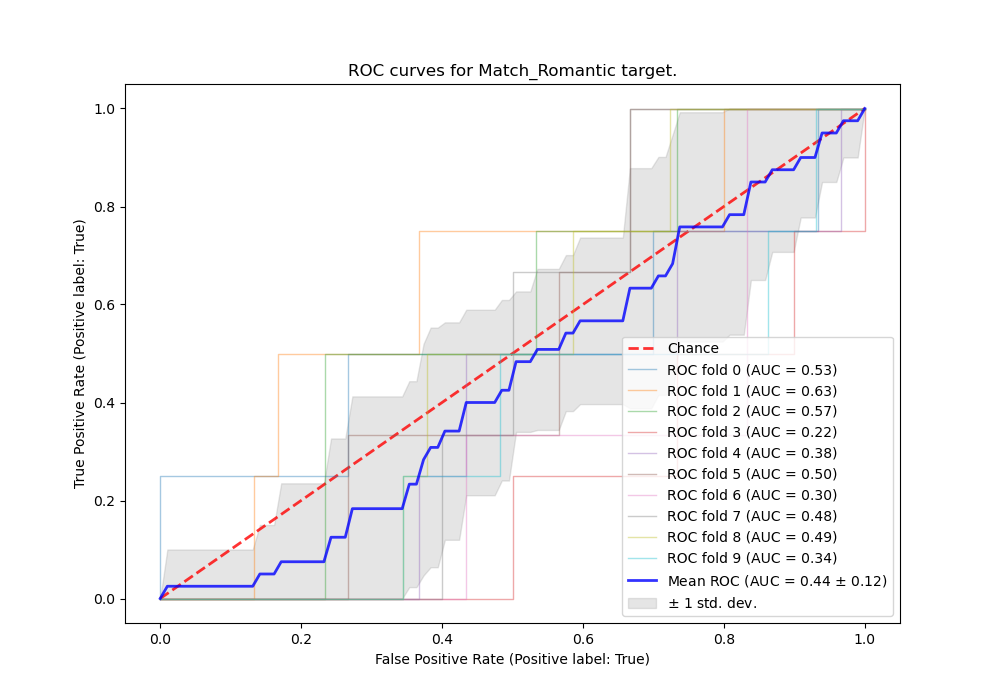 ROC curves for Match_Romantic target.
True Positive Rate (Positive label: True)
1.0
0.8
0.6
0.4
0.2
0.0
0.0 0.2 0.4 0.6 0.8 1.0
False Positive Rate (Positive label: True)
Chance
ROC fold 0 (AUC = 0.53)
ROC fold 1 (AUC = 0.63)
ROC fold 2 (AUC = 0.57)
ROC fold 3 (AUC = 0.22)
ROC fold 4 (AUC = 0.38)
ROC fold 5 (AUC = 0.50)
ROC fold 6 (AUC = 0.30)
ROC fold 7 (AUC = 0.48)
ROC fold 8 (AUC = 0.49)
ROC fold 9 (AUC = 0.34)
Mean ROC (AUC = 0.44 ± 0.12)
± 1 std. dev.